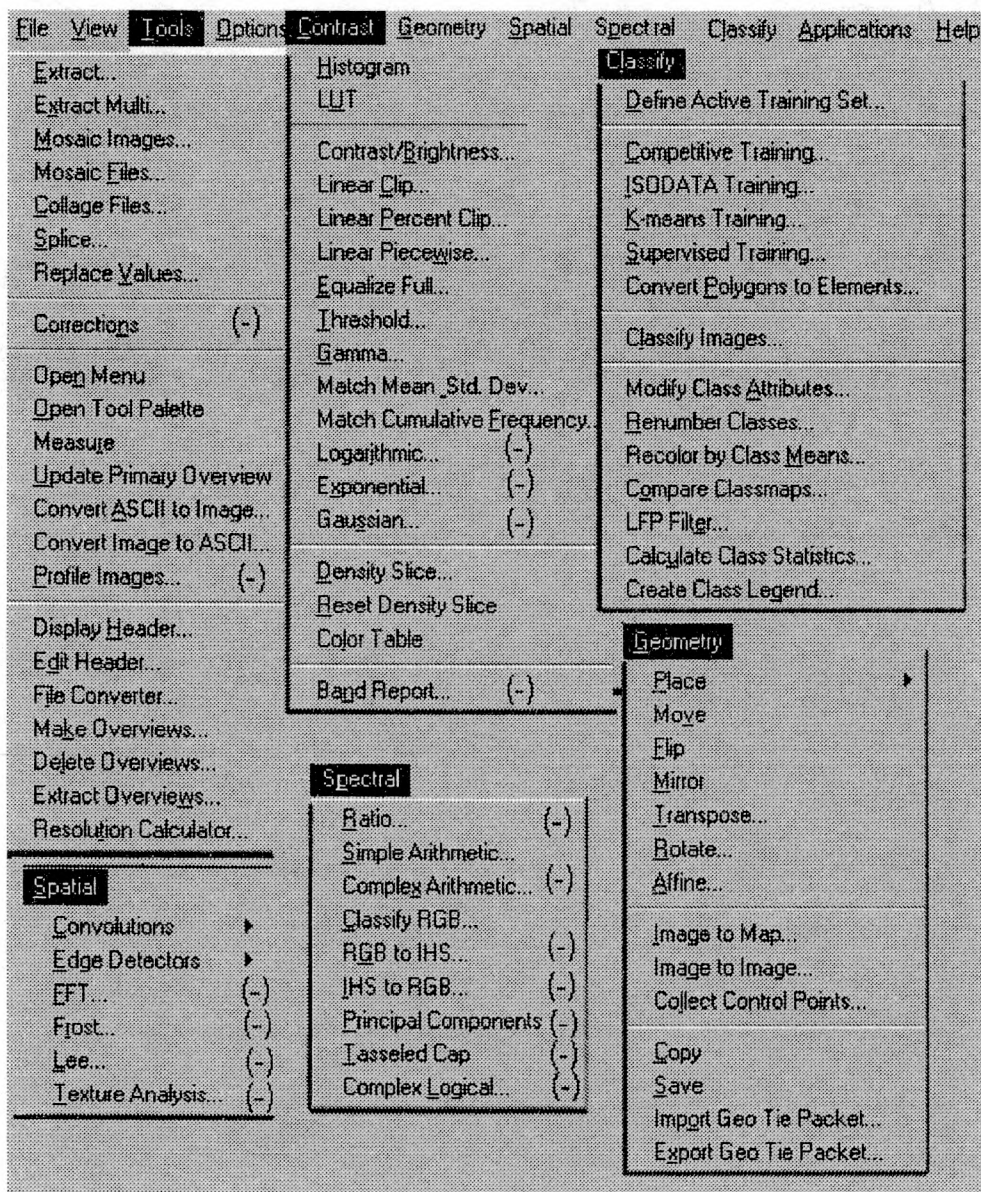 File View Tools Options Contrast Geometry Spatial Spectral Classify Applications Help
Extract...
Extract Multi...
Mosaic Images...
Mosaic Files...
Collage Files...
Splice...
Replace Values...
Corrections (-)
Open Menu
Open Tool Palette
Measure
Update Primary Overview
Convert ASCII to Image...
Convert Image to ASCII...
Profile Images... (-)
Display Header...
Edit Header...
File Converter...
Make Overviews...
Delete Overviews...
Extract Overviews...
Resolution Calculator...
Spatial
Convolutions
Edge Detectors
FFT... (-)
Frost... (-)
Lee... (-)
Texture Analysis... (-)
Histogram
LUT
Contrast/Brightness...
Linear Clip...
Linear Percent Clip...
Linear Piecewise...
Equalize Full...
Threshold...
Gamma...
Match Mean_Std. Dev...
Match Cumulative Frequency..
Logarithmic... (-)
Exponential... (-)
Gaussian... (-)
Density Slice...
Reset Density Slice
Color Table
Band Report... (-)
Spectral
Ratio... (-)
Simple Arithmetic...
Complex Arithmetic... (-)
Classify RGB...
RGB to IHS... (-)
IHS to RGB... (-)
Principal Components (-)
Tasseled Cap (-)
Complex Logical... (-)
Classify
Define Active Training Set...
Competitive Training...
ISODATA Training...
K-means Training...
Supervised Training...
Convert Polygons to Elements...
Classify Images...
Modify Class Attributes...
Renumber Classes...
Recolor by Class Means...
Compare Classmaps...
LFP Filter...
Calculate Class Statistics...
Create Class Legend...
Geometry
Place
Move
Flip
Mirror
Transpose...
Rotate...
Affine...
Image to Map...
Image to Image...
Collect Control Points...
Copy
Save
Import Geo Tie Packet...
Export Geo Tie Packet...